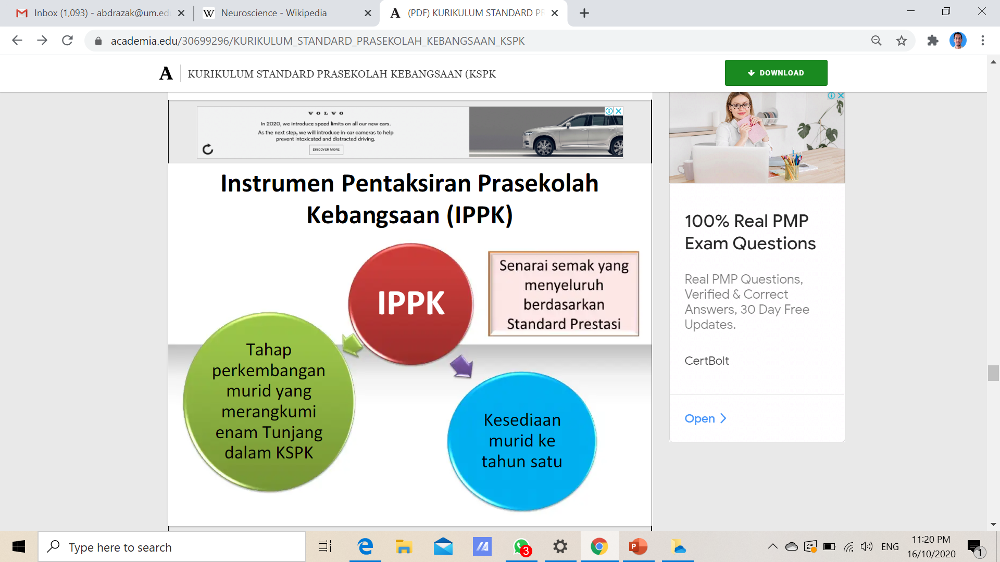 Inbox (1,093) - abdrazak@um.ed
Neuroscience - Wikipedia
(PDF) KURIKULUM STANDARD PR
academia.edu/30699296/KURIKULUM_STANDARD_PRASEKOLAH_KEBANGSAAN_KSPK
A
KURIKULUM STANDARD PRASEKOLAH KEBANGSAAN (KSPK
DOWNLOAD
VOLVO
In 2020, we introduce speed limits on all our new cars.
As the next step, we will introduce in-car cameras to help
prevent intoxicated and distracted driving.
DISCOVER MORE
Instrumen Pentaksiran Prasekolah
Kebangsaan (IPPK)
IPPK
Senarai semak yang
menyeluruh
berdasarkan
Standard Prestasi
Tahap
perkembangan
murid yang
merangkumi
enam Tunjang
dalam KSPK
Kesediaan
murid ke
tahun satu
100% Real PMP
Exam Questions
Real PMP Questions,
Verified & Correct
Answers, 30 Day Free
Updates.
CertBolt
Open
Type here to search
3
ENG
11:20 PM
16/10/2020
1